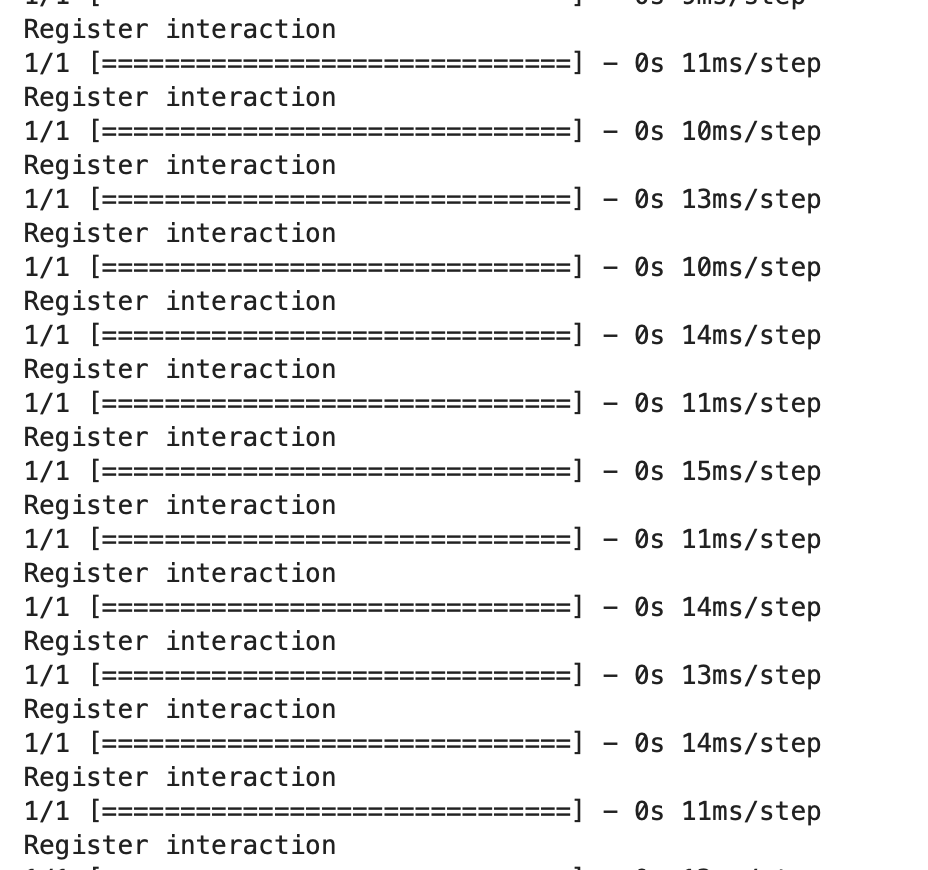 Register interaction
1/1 [==============================] - 0s 11ms/step
Register interaction
1/1 [==============================] - 0s 10ms/step
Register interaction
1/1 [==============================] - 0s 13ms/step
Register interaction
1/1 [==============================] - 0s 10ms/step
Register interaction
1/1 [==============================] - 0s 14ms/step
Register interaction
1/1 [==============================] - 0s 11ms/step
Register interaction
1/1 [==============================] - 0s 15ms/step
Register interaction
1/1 [==============================] - 0s 11ms/step
Register interaction
1/1 [==============================] - 0s 14ms/step
Register interaction
1/1 [==============================] - 0s 13ms/step
Register interaction
1/1 [==============================] - 0s 14ms/step
Register interaction
1/1 [==============================] - 0s 11ms/step
Register interaction